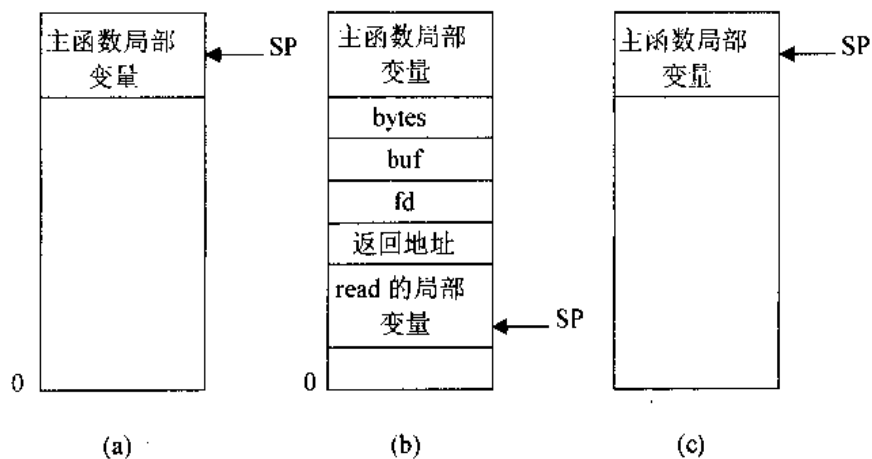 主函数局部
变量
SP
0
(a)
主函数局部
变量
bytes
buf
fd
返回地址
read 的局部
变量
SP
0
(b)
主函数局部
变量
SP
(c)